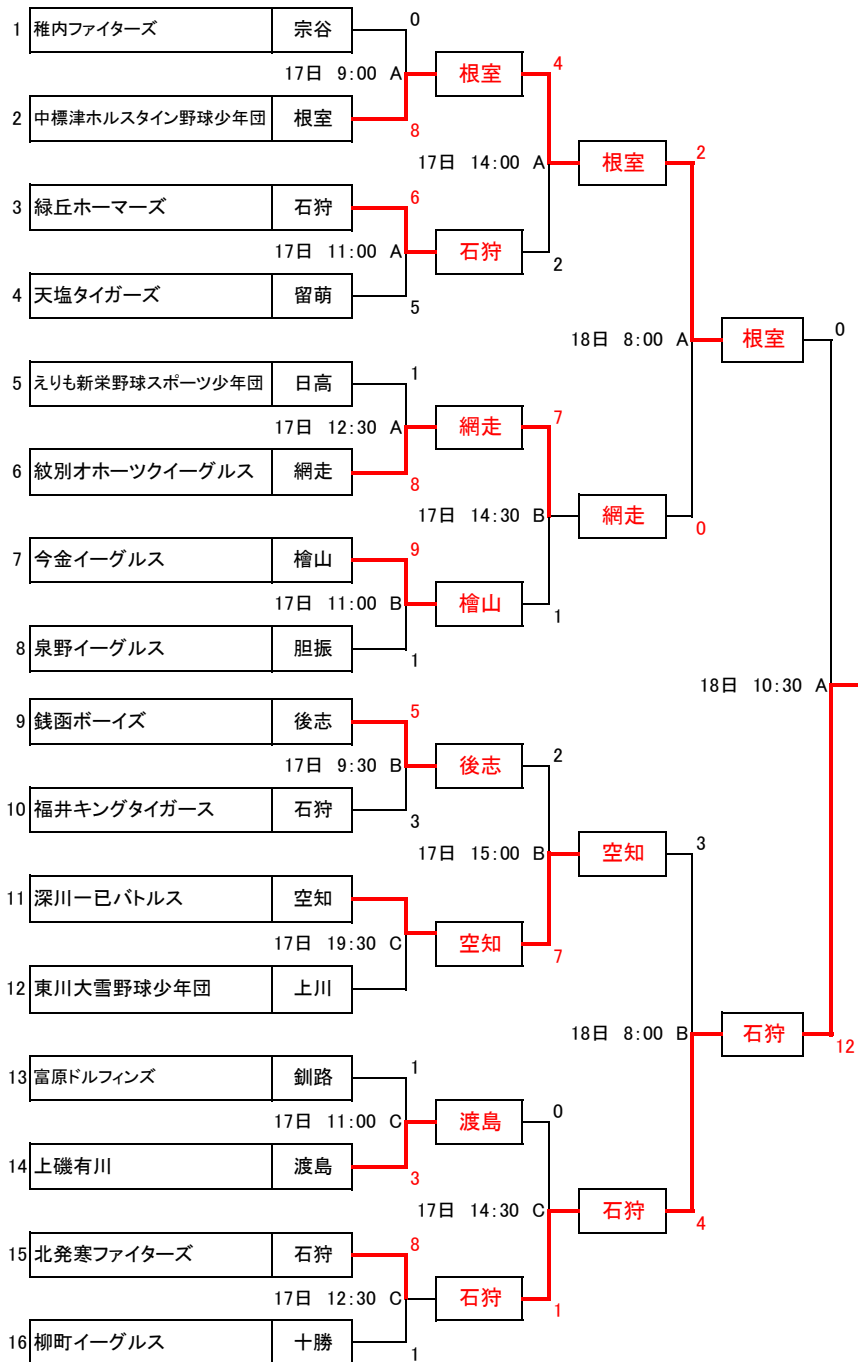 0
1 稚内ファイターズ 宗谷
17日 9:00 A 根室 4
2 中標津ホルスタイン野球少年団 根室
8
17日 14:00 A 根室 2
3 緑丘ホーマーズ 石狩 6
17日 11:00 A 石狩 2
4 天塩タイガーズ 留萌 5
18日 8:00 A 根室 0
5 えりも新栄野球スポーツ少年団 日高 1
17日 12:30 A 網走 7
6 紋別オホーツクイーグルス 網走 8
17日 14:30 B 網走 0
7 今金イーグルス 檜山 9
17日 11:00 B 檜山 1
8 泉野イーグルス 胆振 1
18日 10:30 A
9 銭函ボーイズ 後志 5
17日 9:30 B 後志 2
10 福井キングタイガース 石狩 3
17日 15:00 B 空知 3
11 深川一已バトルス 空知
17日 19:30 C 空知 7
12 東川大雪野球少年団 上川
18日 8:00 B 石狩 12
13 富原ドルフィンズ 釧路 1
17日 11:00 C 渡島 0
14 上磯有川 渡島 3
17日 14:30 C 石狩 4
15 北発寒ファイターズ 石狩 8
17日 12:30 C 石狩 1
16 柳町イーグルス 十勝 1